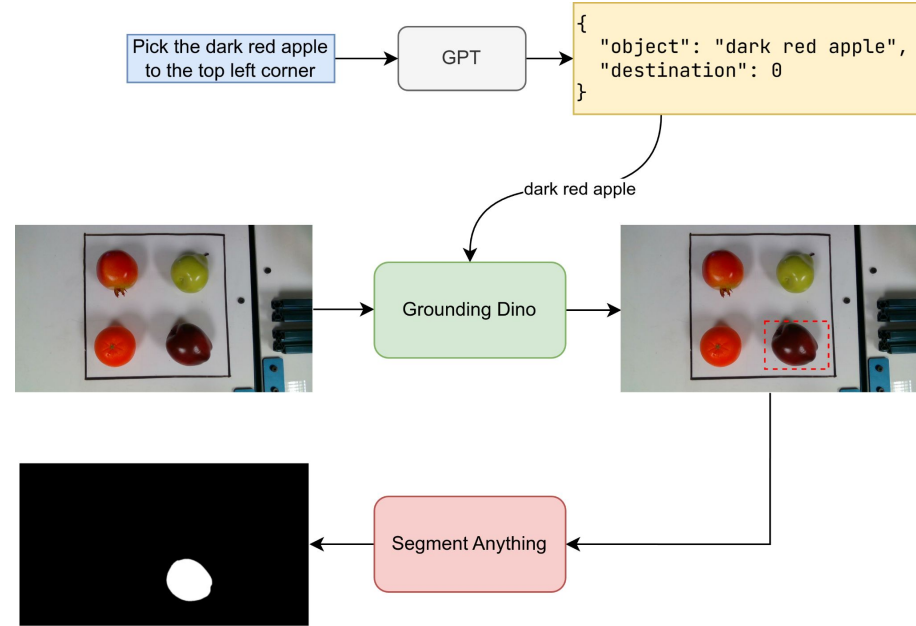 Pick the dark red apple
to the top left corner
GPT
{
  "object": "dark red apple",
  "destination": 0
}
dark red apple
Grounding Dino
Segment Anything